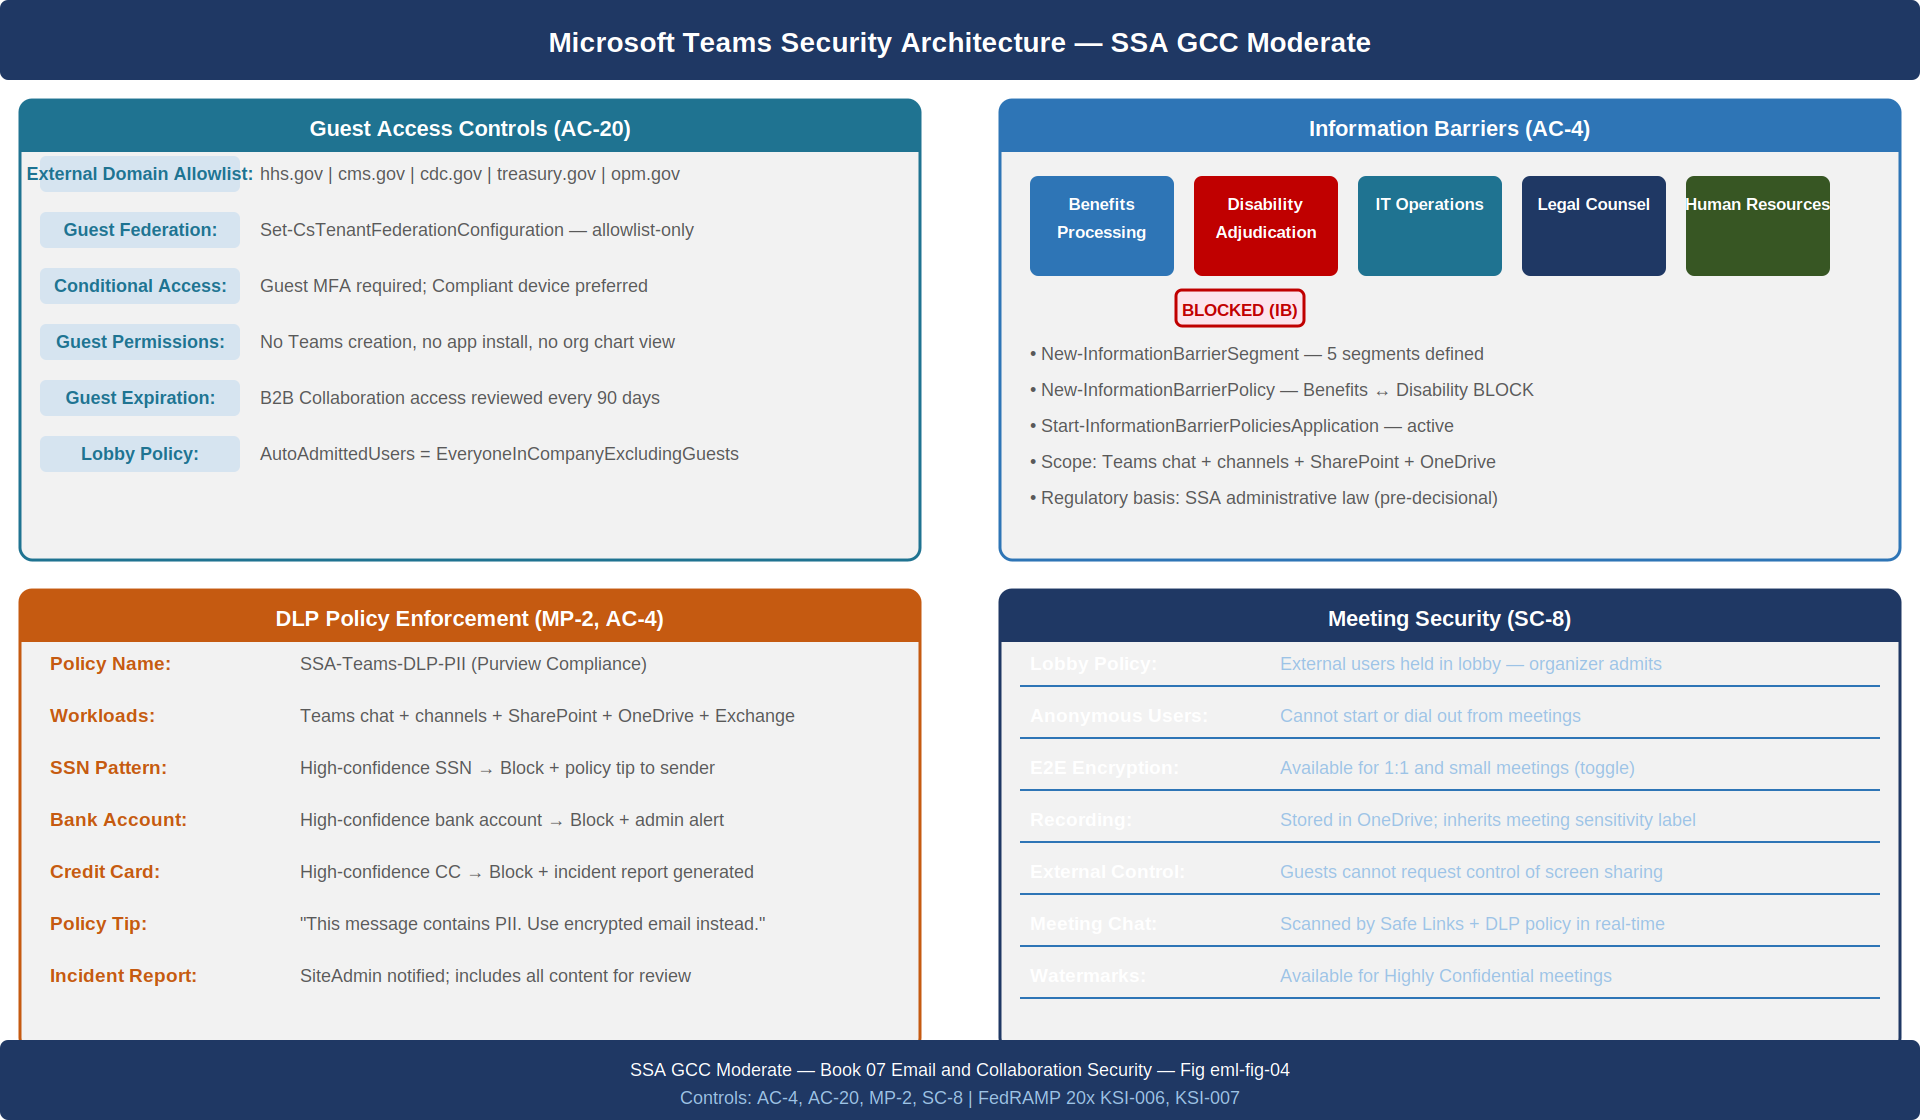 Microsoft Teams Security Architecture — SSA GCC Moderate
Guest Access Controls (AC-20)
External Domain Allowlist: hhs.gov | cms.gov | cdc.gov | treasury.gov | opm.gov
Guest Federation: Set-CsTenantFederationConfiguration — allowlist-only
Conditional Access: Guest MFA required; Compliant device preferred
Guest Permissions: No Teams creation, no app install, no org chart view
Guest Expiration: B2B Collaboration access reviewed every 90 days
Lobby Policy: AutoAdmittedUsers = EveryoneInCompanyExcludingGuests
Information Barriers (AC-4)
Benefits
Processing
Disability
Adjudication
IT Operations
Legal Counsel
Human Resources
BLOCKED (IB)
• New-InformationBarrierSegment — 5 segments defined
• New-InformationBarrierPolicy — Benefits ↔ Disability BLOCK
• Start-InformationBarrierPoliciesApplication — active
• Scope: Teams chat + channels + SharePoint + OneDrive
• Regulatory basis: SSA administrative law (pre-decisional)
DLP Policy Enforcement (MP-2, AC-4)
Policy Name: SSA-Teams-DLP-PII (Purview Compliance)
Workloads: Teams chat + channels + SharePoint + OneDrive + Exchange
SSN Pattern: High-confidence SSN → Block + policy tip to sender
Bank Account: High-confidence bank account → Block + admin alert
Credit Card: High-confidence CC → Block + incident report generated
Policy Tip: "This message contains PII. Use encrypted email instead."
Incident Report: SiteAdmin notified; includes all content for review
Meeting Security (SC-8)
Lobby Policy: External users held in lobby — organizer admits
Anonymous Users: Cannot start or dial out from meetings
E2E Encryption: Available for 1:1 and small meetings (toggle)
Recording: Stored in OneDrive; inherits meeting sensitivity label
External Control: Guests cannot request control of screen sharing
Meeting Chat: Scanned by Safe Links + DLP policy in real-time
Watermarks: Available for Highly Confidential meetings
SSA GCC Moderate — Book 07 Email and Collaboration Security — Fig eml-fig-04
Controls: AC-4, AC-20, MP-2, SC-8 | FedRAMP 20x KSI-006, KSI-007